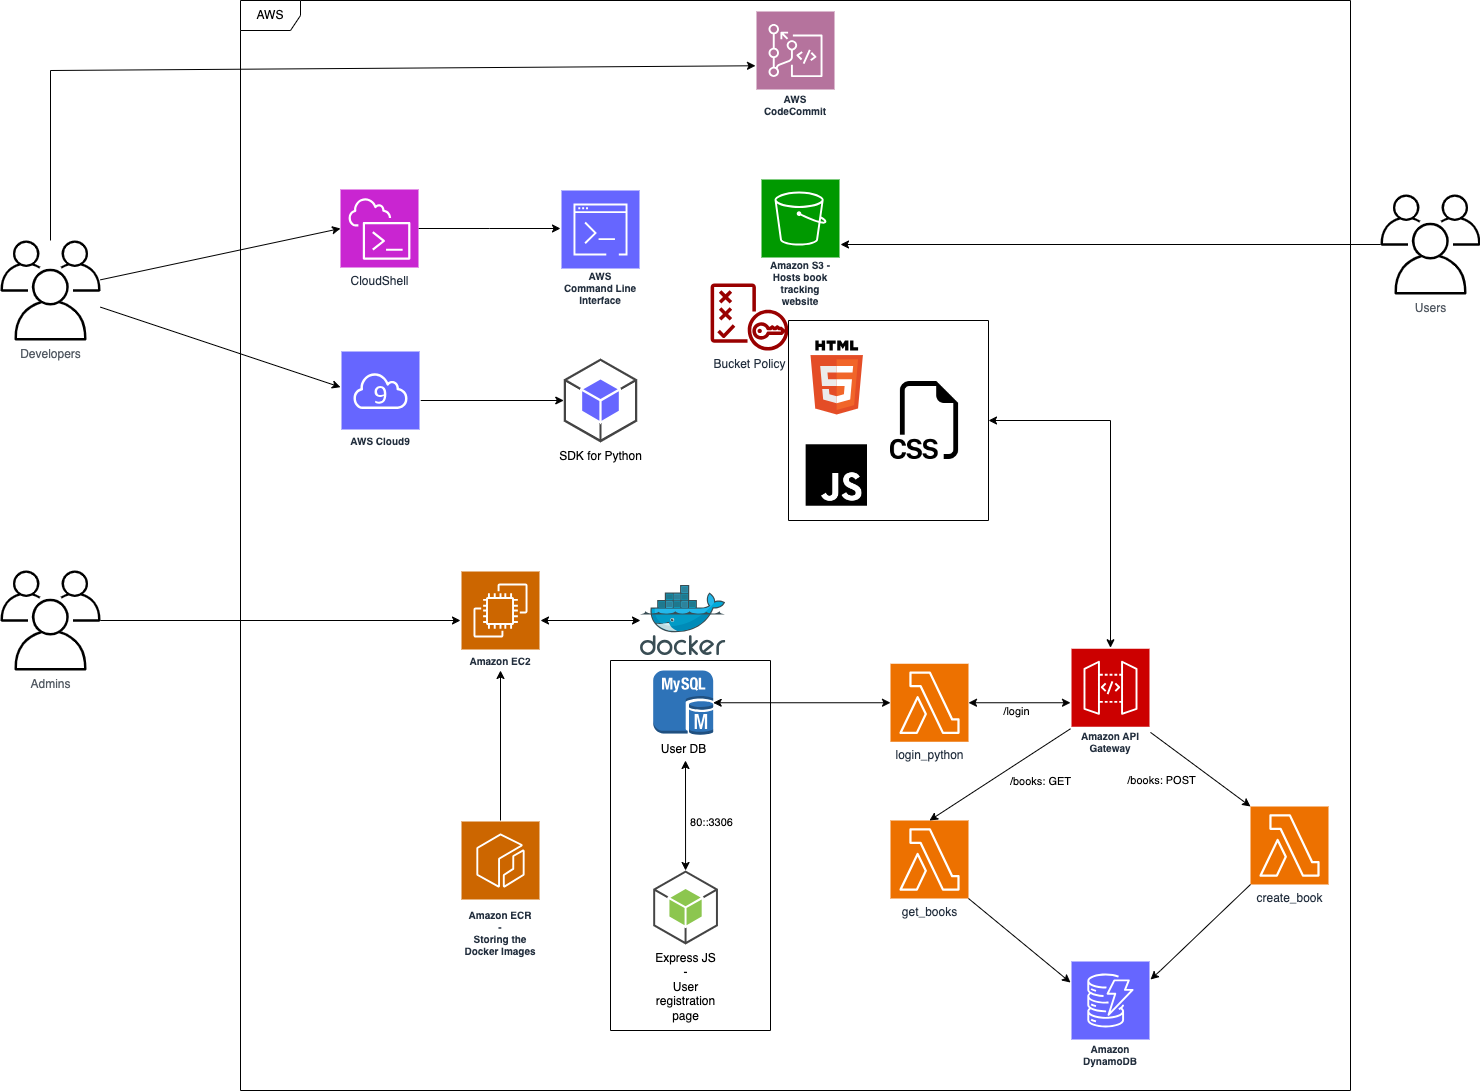 AWS
AWS
CodeCommit
CloudShell
AWS
Command Line
Interface
Amazon S3 -
Hosts book
tracking
website
Users
Developers
Bucket Policy
HTML
5
CSS
JS
9
AWS Cloud9
SDK for Python
Admins
Amazon EC2
docker
MySQL
M
User DB
80::3306
Express JS
-
User
registration
page
Amazon ECR
-
Storing the
Docker Images
login_python
/login
Amazon API
Gateway
/books: GET
/books: POST
get_books
create_book
Amazon
DynamoDB